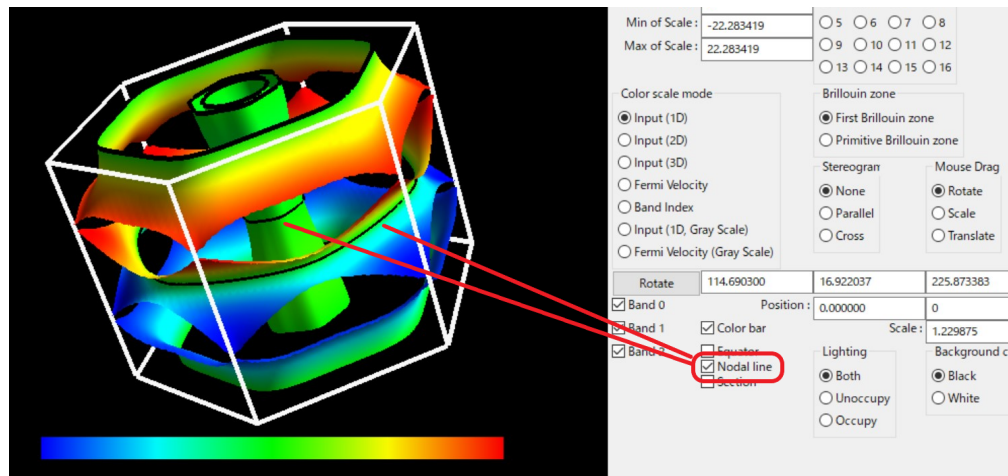 Min of Scale :
-22.283419
5 6 7 8
Max of Scale :
22.283419
9 10 11 12
13 14 15 16
Color scale mode
Brillouin zone
Input (1D)
First Brillouin zone
Input (2D)
Primitive Brillouin zone
Input (3D)
Stereogram
Mouse Drag
Fermi Velocity
None
Rotate
Band Index
Parallel
Scale
Input (1D, Gray Scale)
Cross
Translate
Fermi Velocity (Gray Scale)
Rotate
114.690300
16.922037
225.873383
Band 0
Position :
0.000000
0
Band 1
Color bar
Scale :
1.229875
Band
Equator
Lighting
Background c
Nodal line
Both
Black
Section
Unoccupy
White
Occupy